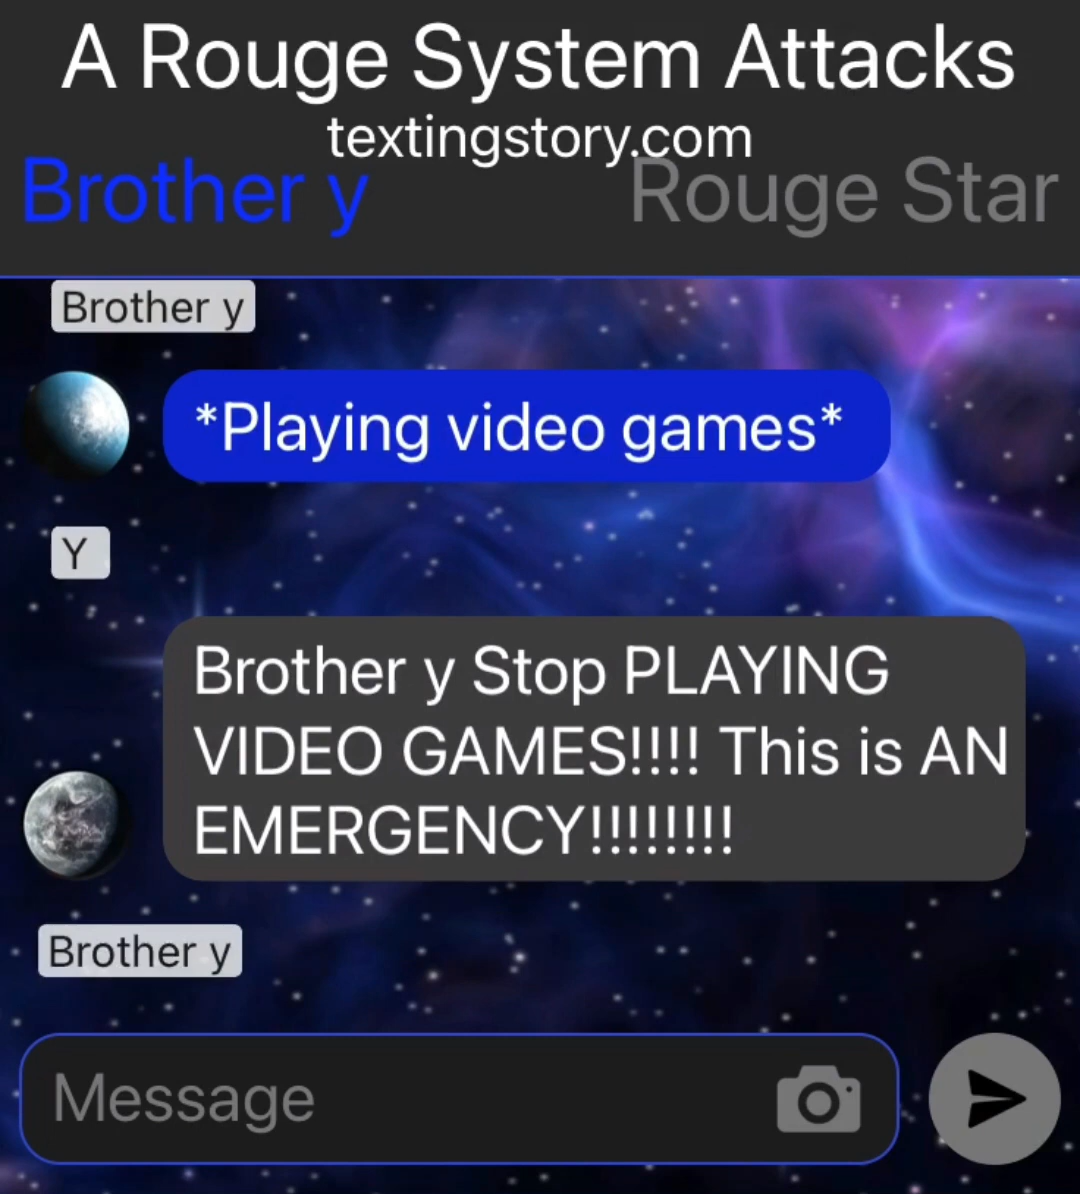 A Rouge System Attacks
textingstory.com
Brother y Rouge Star
Brother y
*Playing video games*
Y
Brother y Stop PLAYING
VIDEO GAMES!!!! This is AN
EMERGENCY!!!!!!!!
Brother y
Message